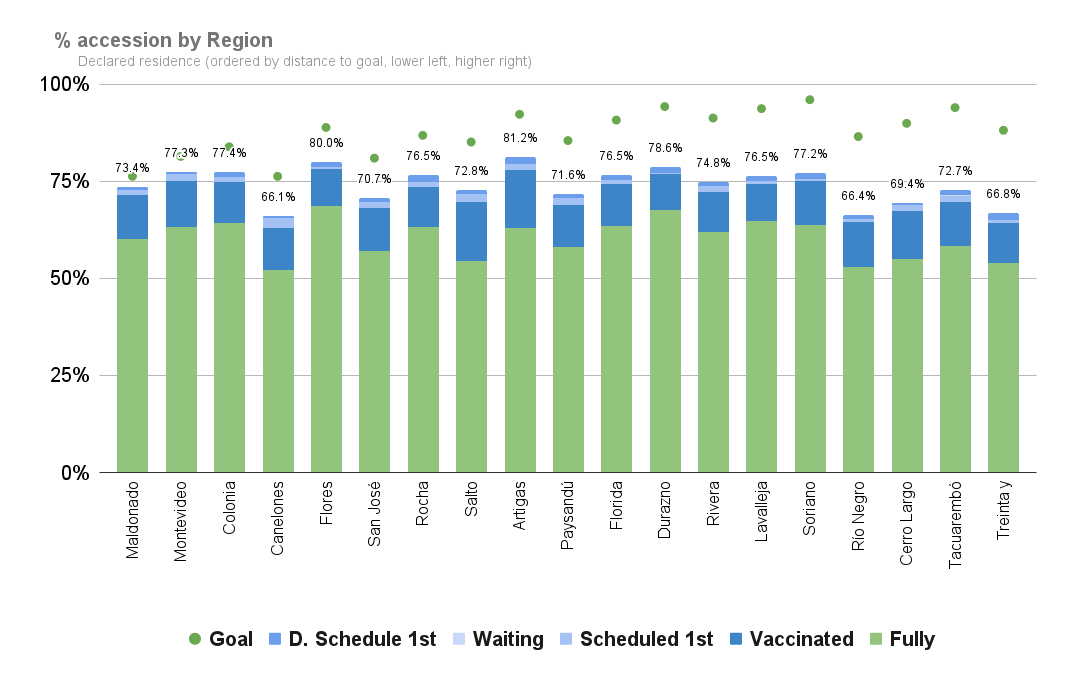 % accession by Region
Declared residence (ordered by distance to goal, lower left, higher right)
100%
75%
50%
25%
0%
73.4%
77.3%
77.4%
66.1%
80.0%
70.7%
76.5%
72.8%
81.2%
71.6%
76.5%
78.6%
74.8%
76.5%
77.2%
66.4%
69.4%
72.7%
66.8%
Maldonado
Montevideo
Colonia
Canelones
Flores
San José
Rocha
Salto
Artigas
Paysandú
Florida
Durazno
Rivera
Lavalleja
Soriano
Río Negro
Cerro Largo
Tacuarembó
Treinta y
Goal
D. Schedule 1st
Waiting
Scheduled 1st
Vaccinated
Fully